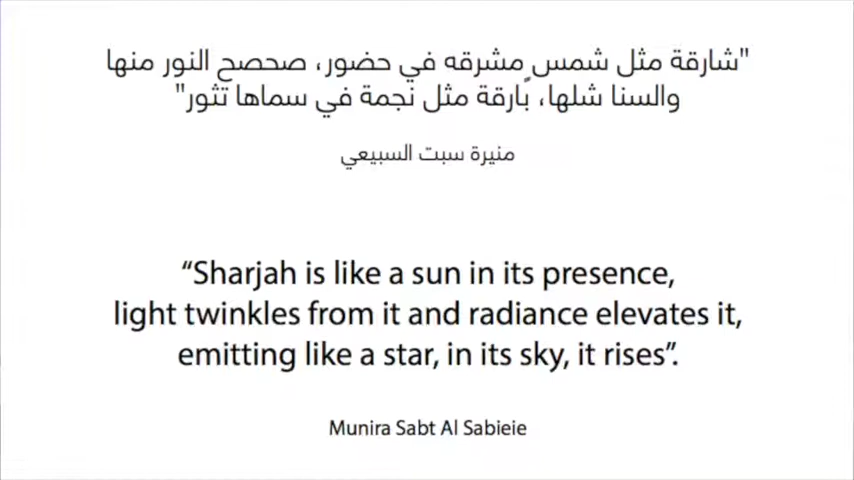 "شارقة مثل شمس مشرقه في حضور، صحصح النور منها
والسنا شلها، بًارقة مثل نجمة في سماها تثور"
منيرة سبت السبيعي
“Sharjah is like a sun in its presence,
light twinkles from it and radiance elevates it,
emitting like a star, in its sky, it rises”.
Munira Sabt Al Sabieie